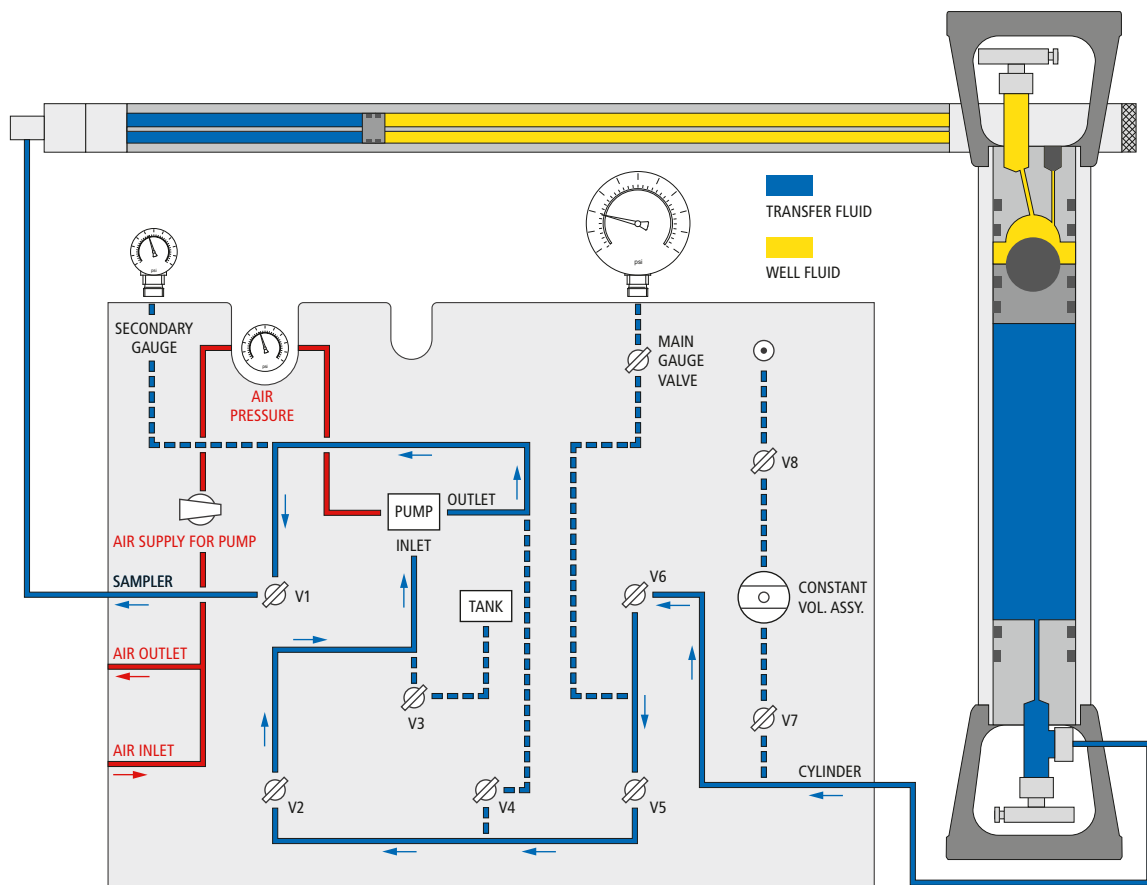 TRANSFER FLUID
WELL FLUID
psi
psi
SECONDARY
GAUGE
psi
AIR
PRESSURE
MAIN
GAUGE
VALVE
V8
OUTLET
PUMP
INLET
AIR SUPPLY FOR PUMP
SAMPLER
V1
TANK
V6
CONSTANT
VOL. ASSY.
AIR OUTLET
V3
V7
AIR INLET
CYLINDER
V2
V4
V5